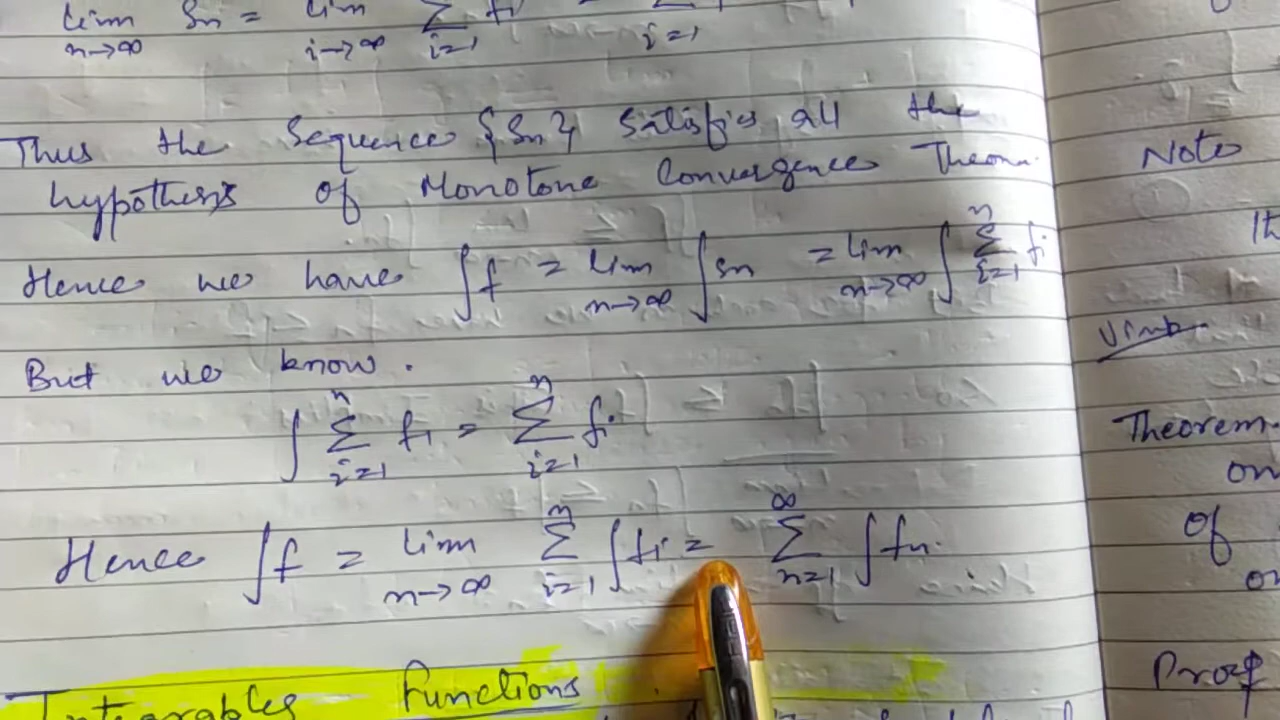 lim n→∞ Sn = lim i→∞ Σ i=1 fi Σ i=1
Thus the Sequence {Sn} Satisfies all the
hypothesis of Monotone Convergence Theorm.
Hence we have ∫f = lim n→∞ ∫Sn = lim n→∞ ∫ Σ i=1 n fi
But we know.
∫ Σ i=1 n fi = Σ i=1 n fi
Hence ∫f = lim n→∞ Σ i=1 n ∫fi = Σ n=1 ∞ ∫fn.
Integrables Functions
Note
Theorem.
on
of
Proof